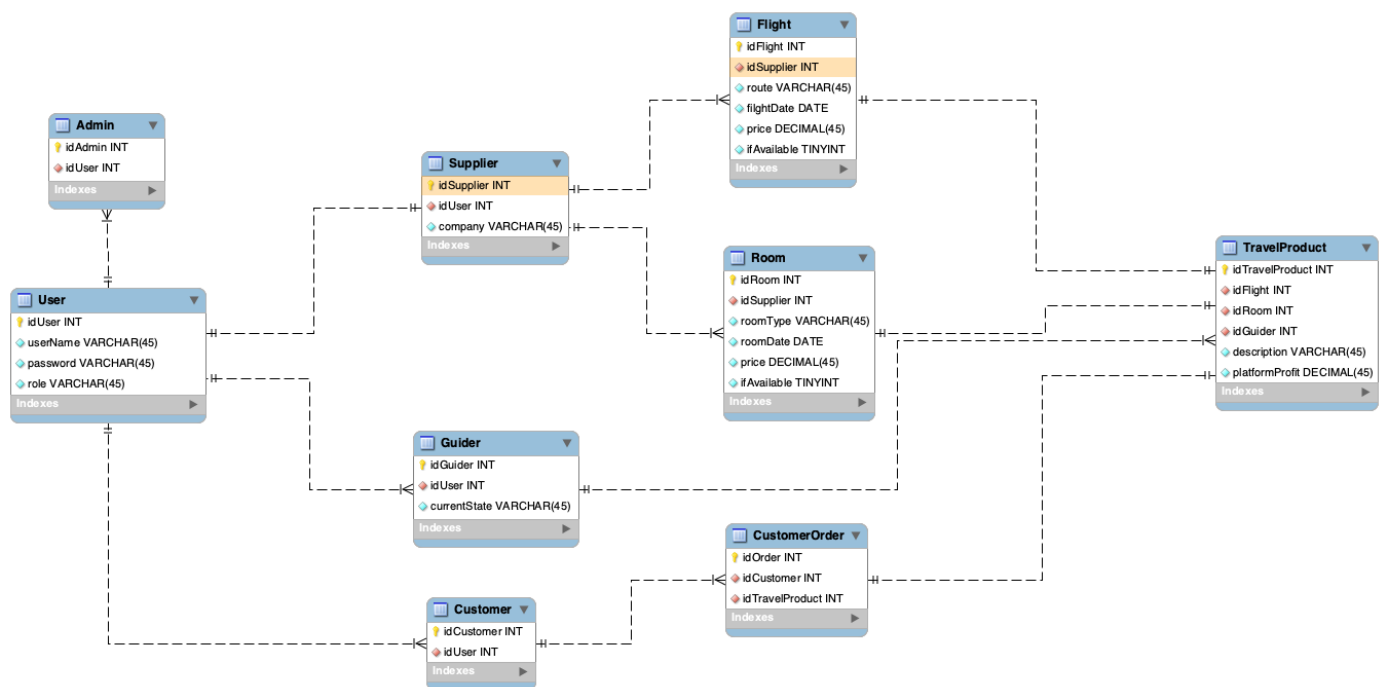 Flight
idFlight INT
idSupplier INT
route VARCHAR(45)
filghtDate DATE
price DECIMAL(45)
ifAvailable TINYINT
Indexes
Admin
idAdmin INT
idUser INT
Indexes
Supplier
idSupplier INT
idUser INT
company VARCHAR(45)
Indexes
Room
idRoom INT
idSupplier INT
roomType VARCHAR(45)
roomDate DATE
price DECIMAL(45)
ifAvailable TINYINT
Indexes
TravelProduct
idTravelProduct INT
idFlight INT
idRoom INT
idGuider INT
description VARCHAR(45)
platformProfit DECIMAL(45)
Indexes
User
idUser INT
userName VARCHAR(45)
password VARCHAR(45)
role VARCHAR(45)
Indexes
Guider
idGuider INT
idUser INT
currentState VARCHAR(45)
Indexes
CustomerOrder
idOrder INT
idCustomer INT
idTravelProduct INT
Indexes
Customer
idCustomer INT
idUser INT
Indexes